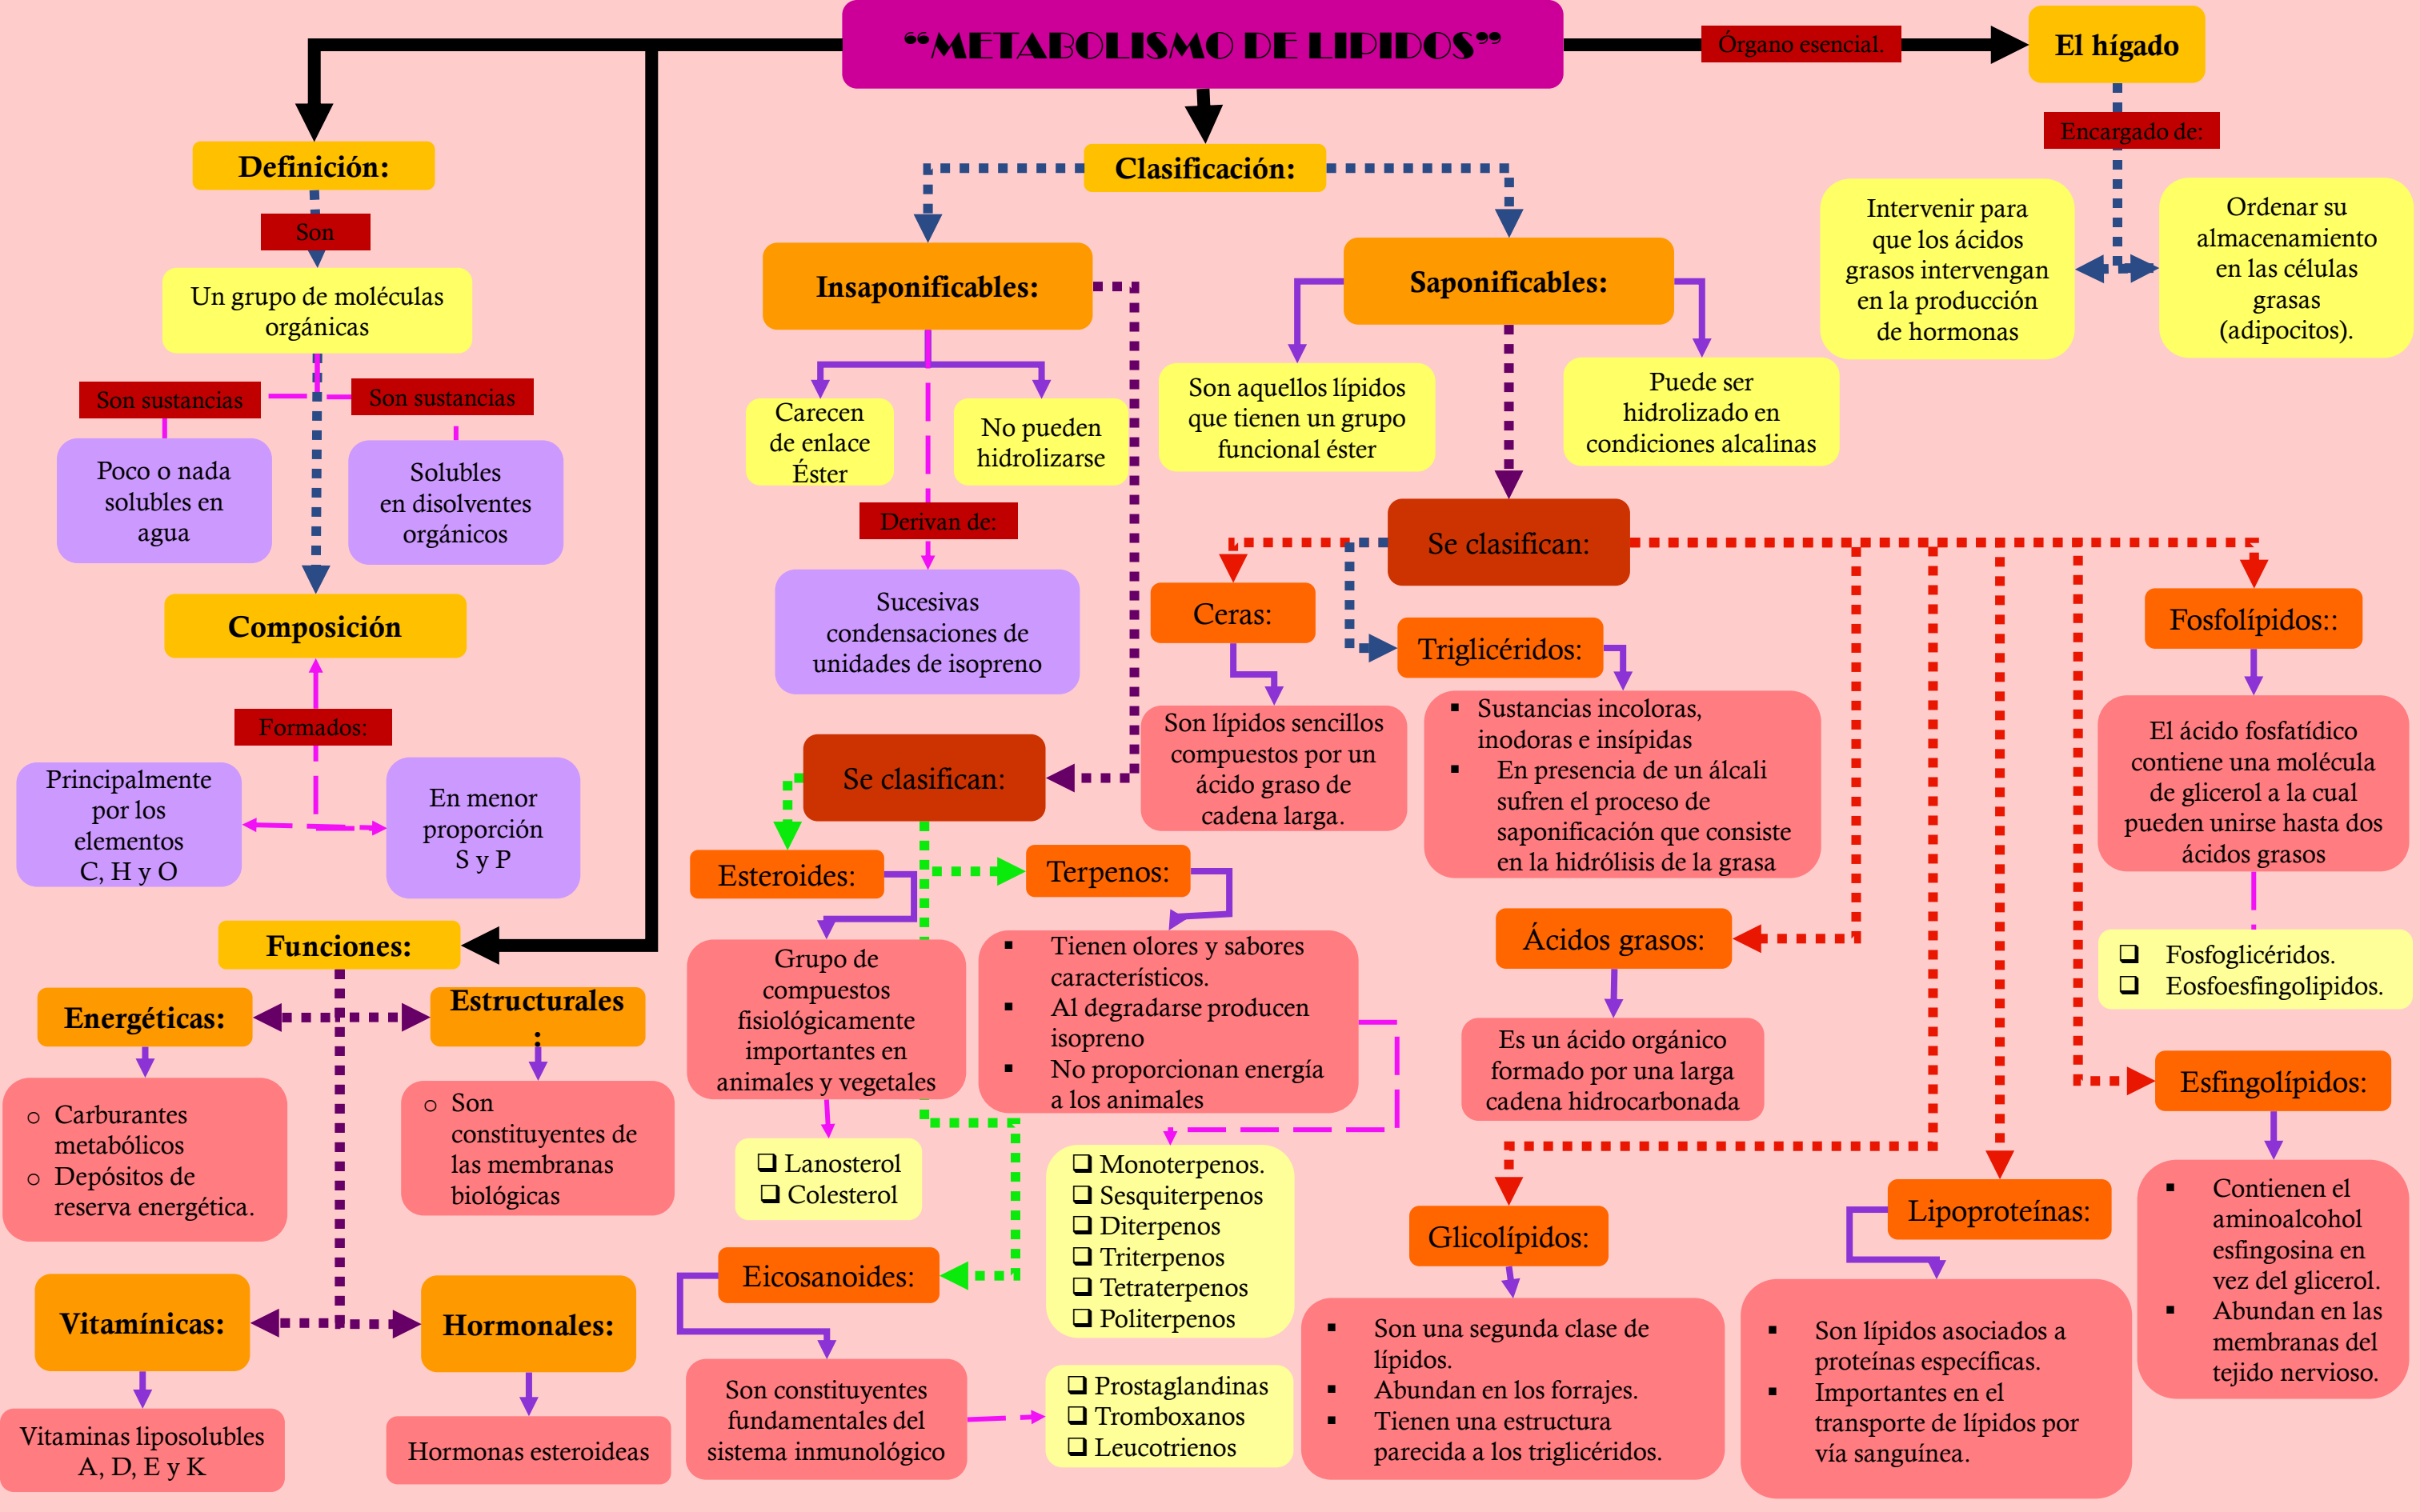 “METABOLISMO DE LIPIDOS”
Órgano esencial.
El hígado
Encargado de:
Intervenir para
que los ácidos
grasos intervengan
en la producción
de hormonas
Ordenar su
almacenamiento
en las células
grasas
(adipocitos).
Definición:
Son
Un grupo de moléculas
orgánicas
Son sustancias
Son sustancias
Poco o nada
solubles en
agua
Solubles
en disolventes
orgánicos
Composición
Formados:
Principalmente
por los
elementos
C, H y O
En menor
proporción
S y P
Funciones:
Energéticas:
Estructurales
:
o Carburantes
metabólicos
o Depósitos de
reserva energética.
o Son
constituyentes de
las membranas
biológicas
Vitamínicas:
Hormonales:
Vitaminas liposolubles
A, D, E y K
Hormonas esteroideas
Clasificación:
Insaponificables:
Carecen
de enlace
Éster
No pueden
hidrolizarse
Derivan de:
Sucesivas
condensaciones de
unidades de isopreno
Se clasifican:
Esteroides:
Grupo de
compuestos
fisiológicamente
importantes en
animales y vegetales
❑ Lanosterol
❑ Colesterol
Terpenos:
▪ Tienen olores y sabores
característicos.
▪ Al degradarse producen
isopreno
▪ No proporcionan energía
a los animales
❑ Monoterpenos.
❑ Sesquiterpenos
❑ Diterpenos
❑ Triterpenos
❑ Tetraterpenos
❑ Politerpenos
Eicosanoides:
Son constituyentes
fundamentales del
sistema inmunológico
❑ Prostaglandinas
❑ Tromboxanos
❑ Leucotrienos
Saponificables:
Son aquellos lípidos
que tienen un grupo
funcional éster
Puede ser
hidrolizado en
condiciones alcalinas
Se clasifican:
Ceras:
Son lípidos sencillos
compuestos por un
ácido graso de
cadena larga.
Triglicéridos:
▪ Sustancias incoloras,
inodoras e insípidas
▪ En presencia de un álcali
sufren el proceso de
saponificación que consiste
en la hidrólisis de la grasa
Ácidos grasos:
Es un ácido orgánico
formado por una larga
cadena hidrocarbonada
Glicolípidos:
▪ Son una segunda clase de
lípidos.
▪ Abundan en los forrajes.
▪ Tienen una estructura
parecida a los triglicéridos.
Lipoproteínas:
▪ Son lípidos asociados a
proteínas específicas.
▪ Importantes en el
transporte de lípidos por
vía sanguínea.
Fosfolípidos::
El ácido fosfatídico
contiene una molécula
de glicerol a la cual
pueden unirse hasta dos
ácidos grasos
❑ Fosfoglicéridos.
❑ Eosfoesfingolipidos.
Esfingolípidos:
▪ Contienen el
aminoalcohol
esfingosina en
vez del glicerol.
▪ Abundan en las
membranas del
tejido nervioso.